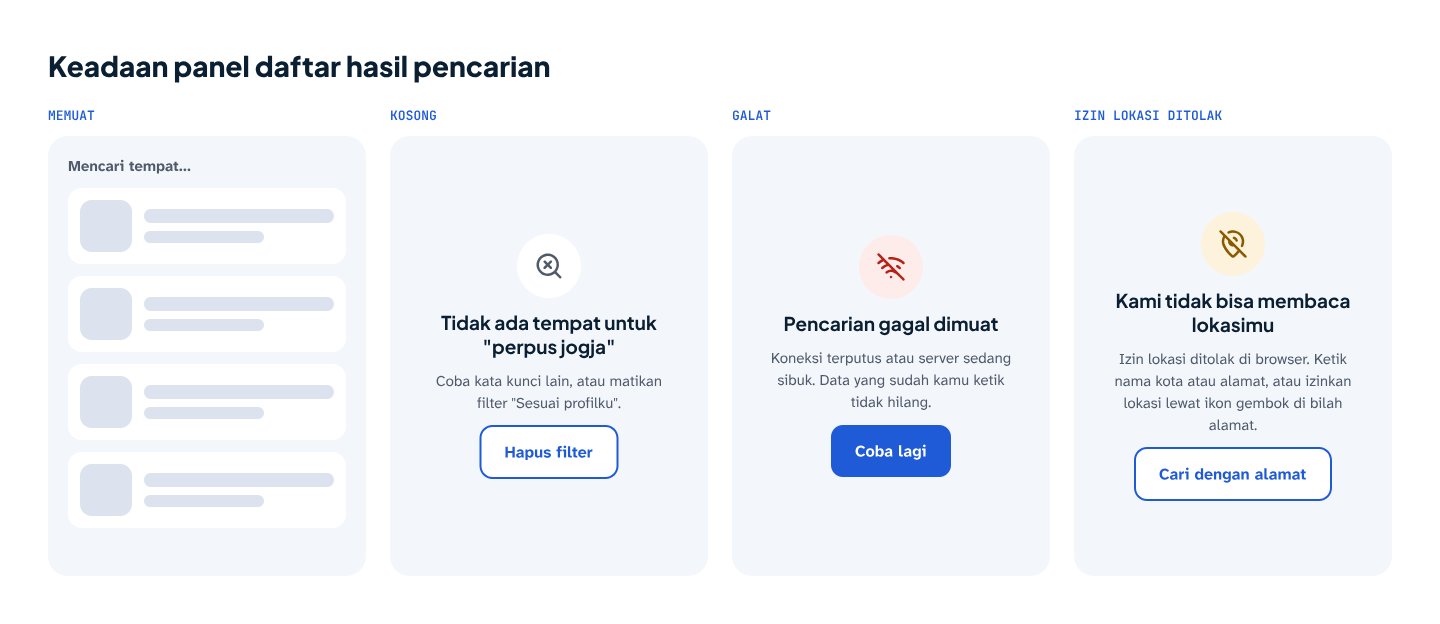 Keadaan panel daftar hasil pencarian
MEMUAT
Mencari tempat...
KOSONG
Tidak ada tempat untuk
"perpus jogja"
Coba kata kunci lain, atau matikan
filter "Sesuai profilku".
Hapus filter
GALAT
Pencarian gagal dimuat
Koneksi terputus atau server sedang
sibuk. Data yang sudah kamu ketik
tidak hilang.
Coba lagi
IZIN LOKASI DITOLAK
Kami tidak bisa membaca
lokasimu
Izin lokasi ditolak di browser. Ketik
nama kota atau alamat, atau izinkan
lokasi lewat ikon gembok di bilah
alamat.
Cari dengan alamat